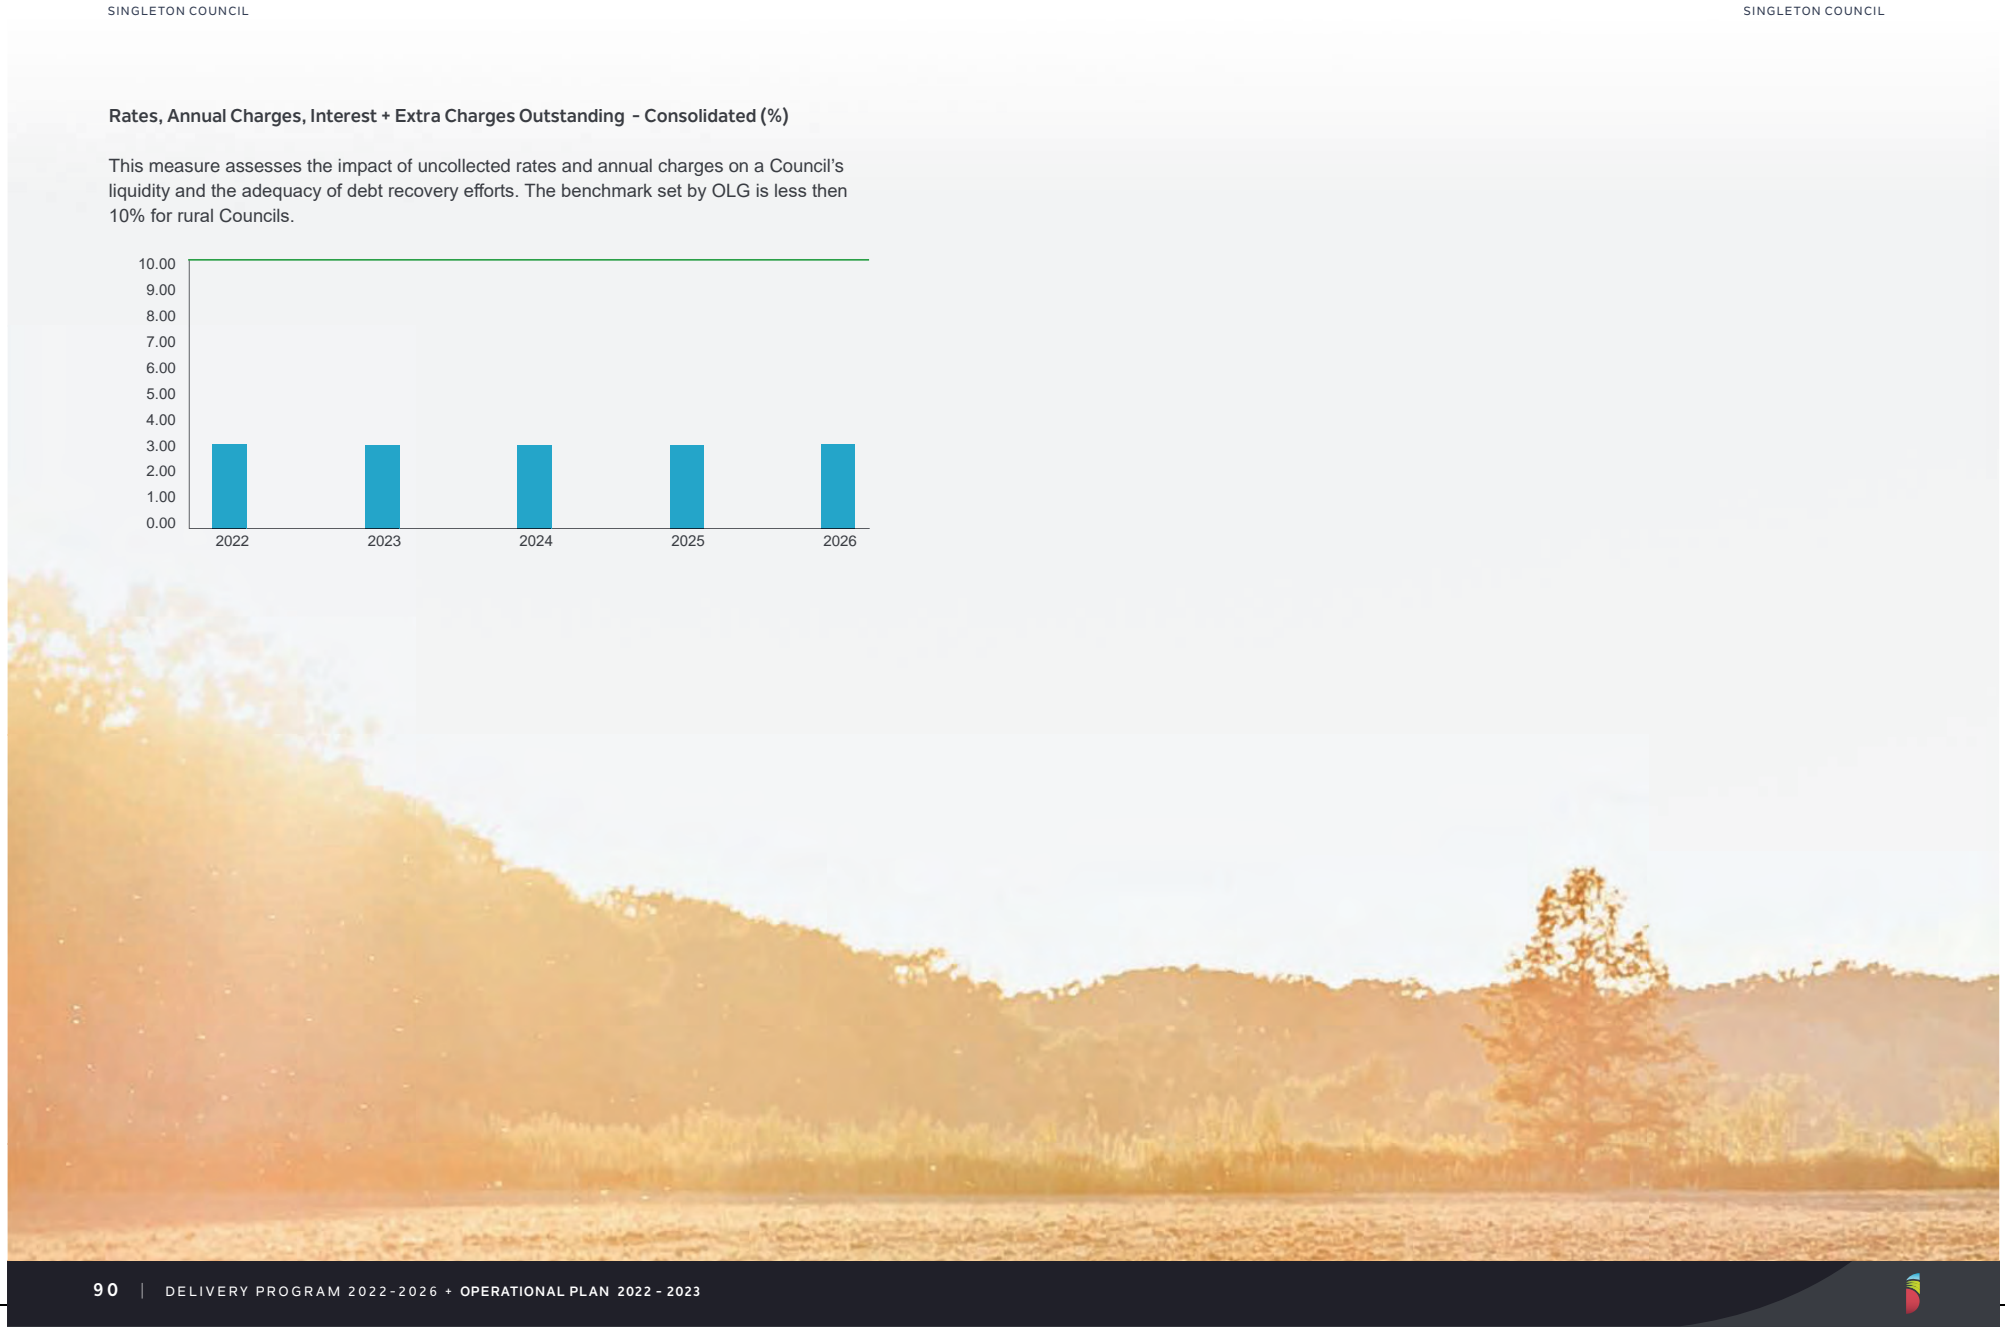 SINGLETON COUNCIL
SINGLETON COUNCIL
Rates, Annual Charges, Interest + Extra Charges Outstanding - Consolidated (%)
This measure assesses the impact of uncollected rates and annual charges on a Council’s
liquidity and the adequacy of debt recovery efforts. The benchmark set by OLG is less then
10% for rural Councils.
10.00
9.00
8.00
7.00
6.00
5.00
4.00
3.00
2.00
1.00
0.00
2022 2023 2024 2025 2026
90 | DELIVERY PROGRAM 2022-2026 + OPERATIONAL PLAN 2022 - 2023